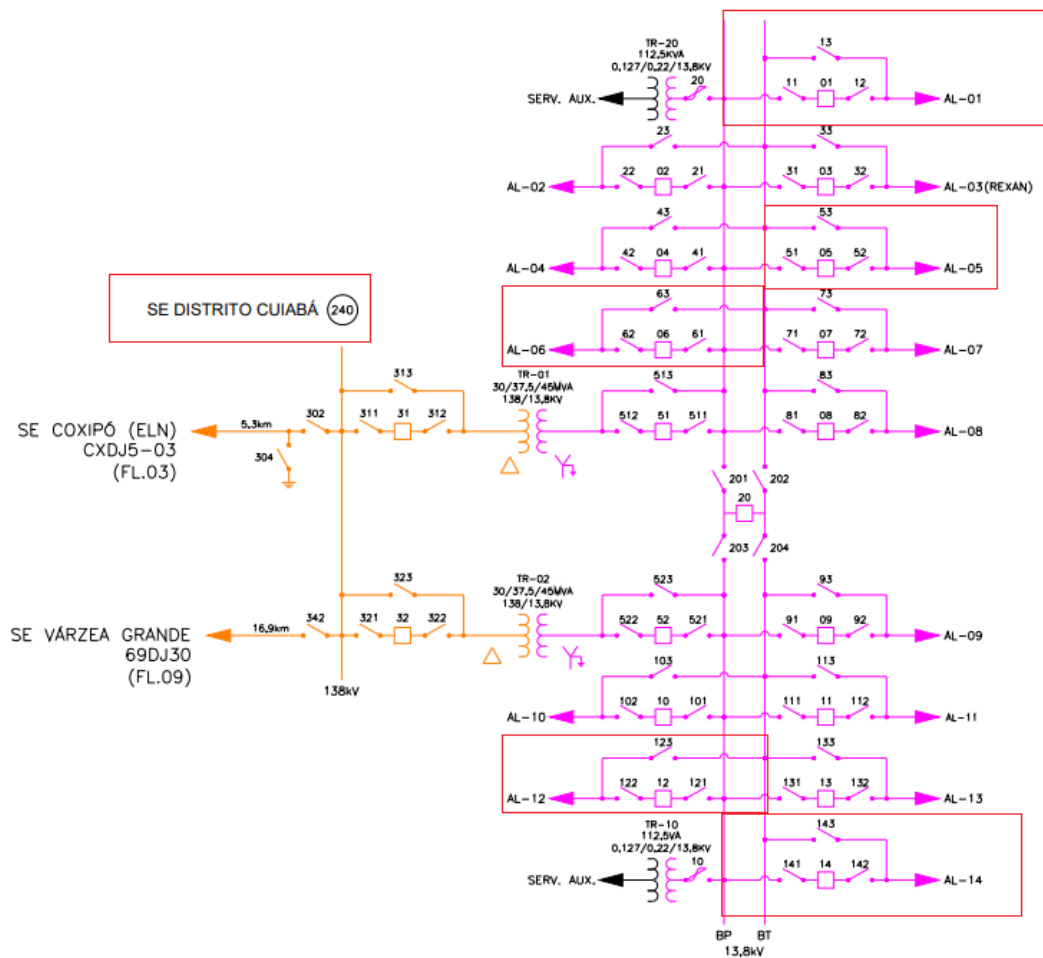 TR-20
112,5KVA
0,127/0,22/13,8KV
20
SERV. AUX.
13
11 01 12
AL-01
23
22 02 21
AL-02
33
31 03 32
AL-03(REXAN)
43
42 04 41
AL-04
53
51 05 52
AL-05
SE DISTRITO CUIABÁ 240
63
62 06 61
AL-06
73
71 07 72
AL-07
313
302 311 31 312
5,3km
304
SE COXIPÓ (ELN)
CXDJ5-03
(FL.03)
TR-01
30/37,5/45MVA
138/13,8KV
513
512 51 511
83
81 08 82
AL-08
201 202
20
203 204
323
342 321 32 322
16,9km
SE VÁRZEA GRANDE
69DJ30
(FL.09)
138kV
TR-02
30/37,5/45MVA
138/13,8KV
523
522 52 521
93
91 09 92
AL-09
103
102 10 101
AL-10
113
111 11 112
AL-11
123
122 12 121
AL-12
133
131 13 132
AL-13
TR-10
112,5VA
0,127/0,22/13,8KV
10
SERV. AUX.
143
141 14 142
AL-14
BP BT
13,8kV